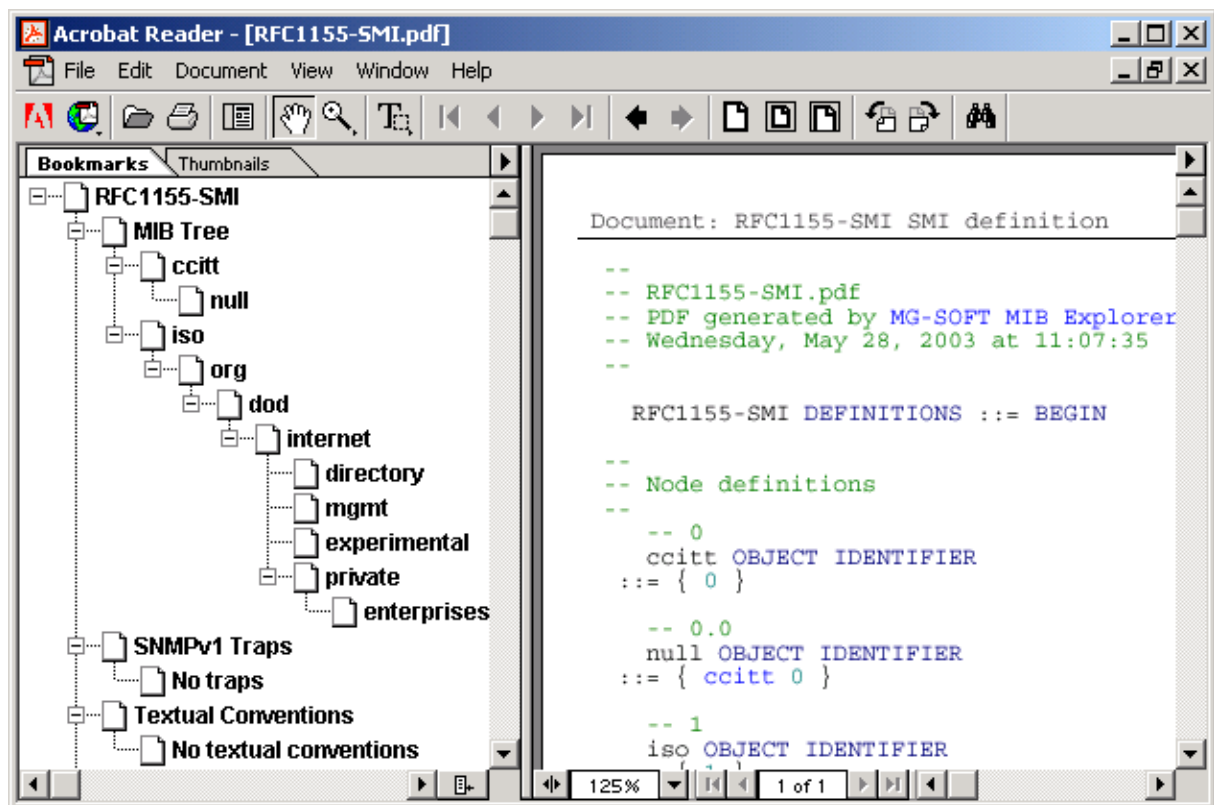 Acrobat Reader - [RFC1155-SMI.pdf]
File Edit Document View Window Help
Bookmarks Thumbnails
RFC1155-SMI
MIB Tree
ccitt
null
iso
org
dod
internet
directory
mgmt
experimental
private
enterprises
SNMPv1 Traps
No traps
Textual Conventions
No textual conventions
Document: RFC1155-SMI SMI definition
--
-- RFC1155-SMI.pdf
-- PDF generated by MG-SOFT MIB Explorer
-- Wednesday, May 28, 2003 at 11:07:35
--
RFC1155-SMI DEFINITIONS ::= BEGIN
--
-- Node definitions
--
-- 0
ccitt OBJECT IDENTIFIER
::= { 0 }
-- 0.0
null OBJECT IDENTIFIER
::= { ccitt 0 }
-- 1
iso OBJECT IDENTIFIER
125%
1 of 1